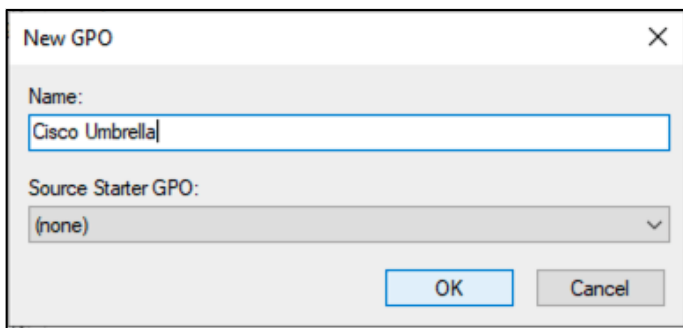 New GPO
Name:
Cisco Umbrella
Source Starter GPO:
(none)
OK Cancel